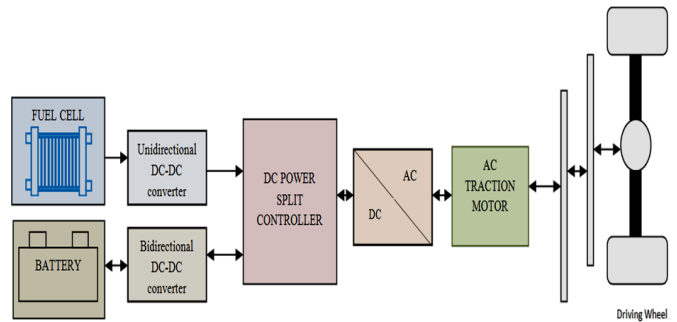 FUEL CELL
Unidirectional
DC-DC
converter
BATTERY
Bidirectional
DC-DC
converter
DC POWER
SPLIT
CONTROLLER
AC
DC
AC
TRACTION
MOTOR
Driving Wheel